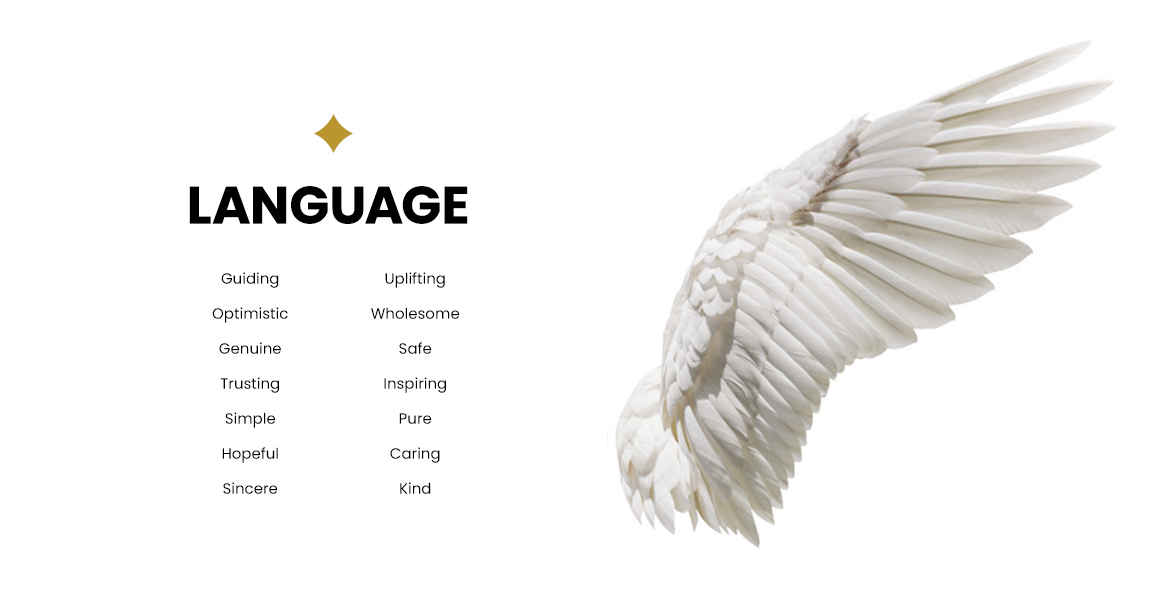 LANGUAGE
Guiding
Optimistic
Genuine
Trusting
Simple
Hopeful
Sincere
Uplifting
Wholesome
Safe
Inspiring
Pure
Caring
Kind